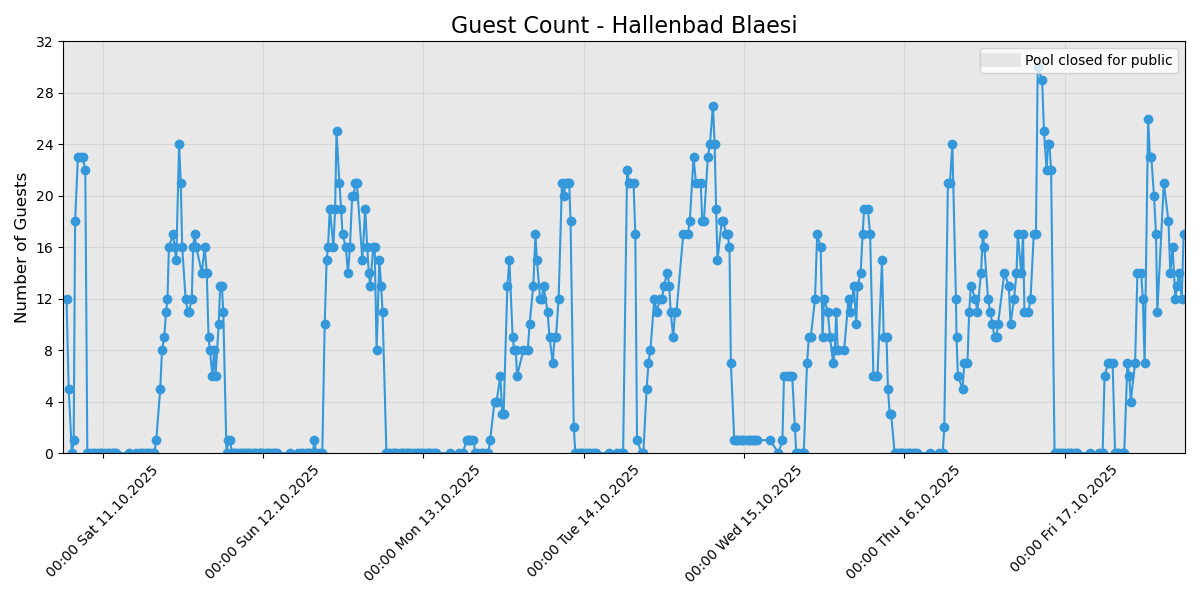 Guest Count - Hallenbad Blaesi
Pool closed for public
Number of Guests
32
28
24
20
16
12
8
4
0
00:00 Sat 11.10.2025
00:00 Sun 12.10.2025
00:00 Mon 13.10.2025
00:00 Tue 14.10.2025
00:00 Wed 15.10.2025
00:00 Thu 16.10.2025
00:00 Fri 17.10.2025